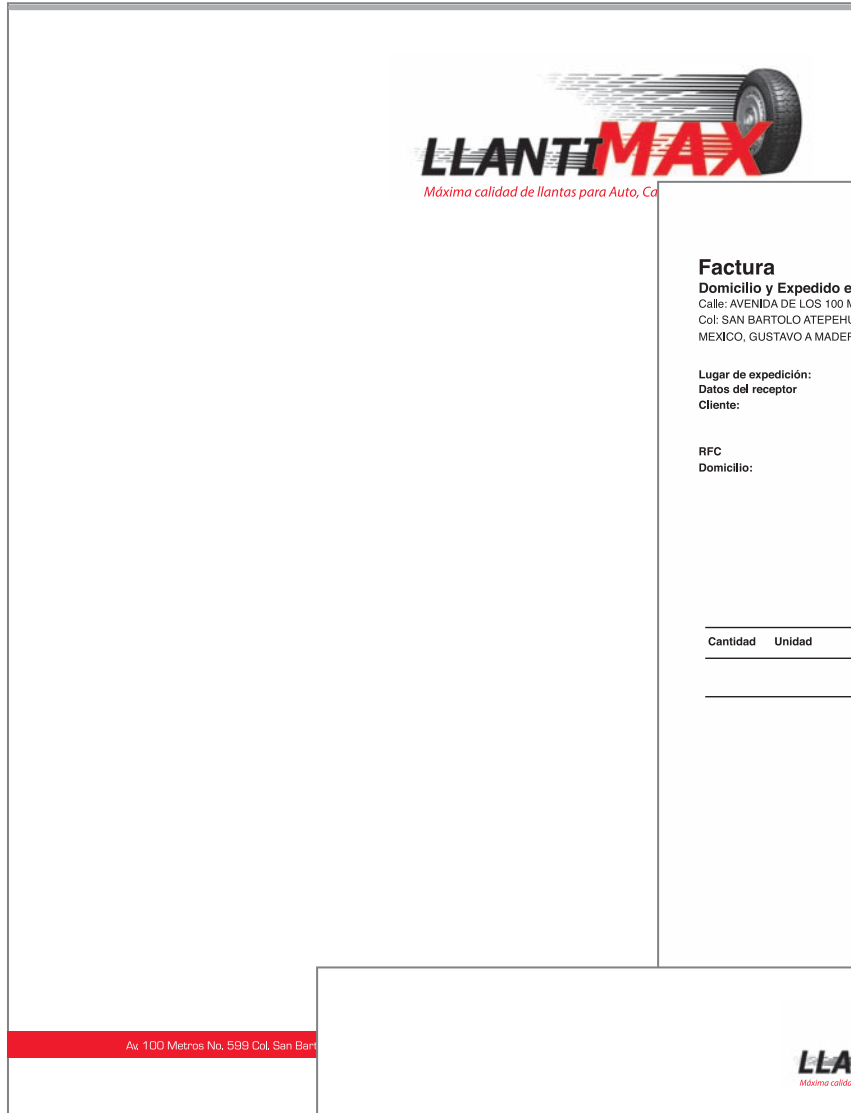 LLANTIMAX
Máxima calidad de llantas para Auto, Ca
Factura
Domicilio y Expedido e
Calle: AVENIDA DE LOS 100 M
Col: SAN BARTOLO ATEPEHU
MEXICO, GUSTAVO A MADER
Lugar de expedición:
Datos del receptor
Cliente:
RFC
Domicilio:
Cantidad Unidad
Av. 100 Metros No. 599 Col. San Bart
LLA
Máxima calida